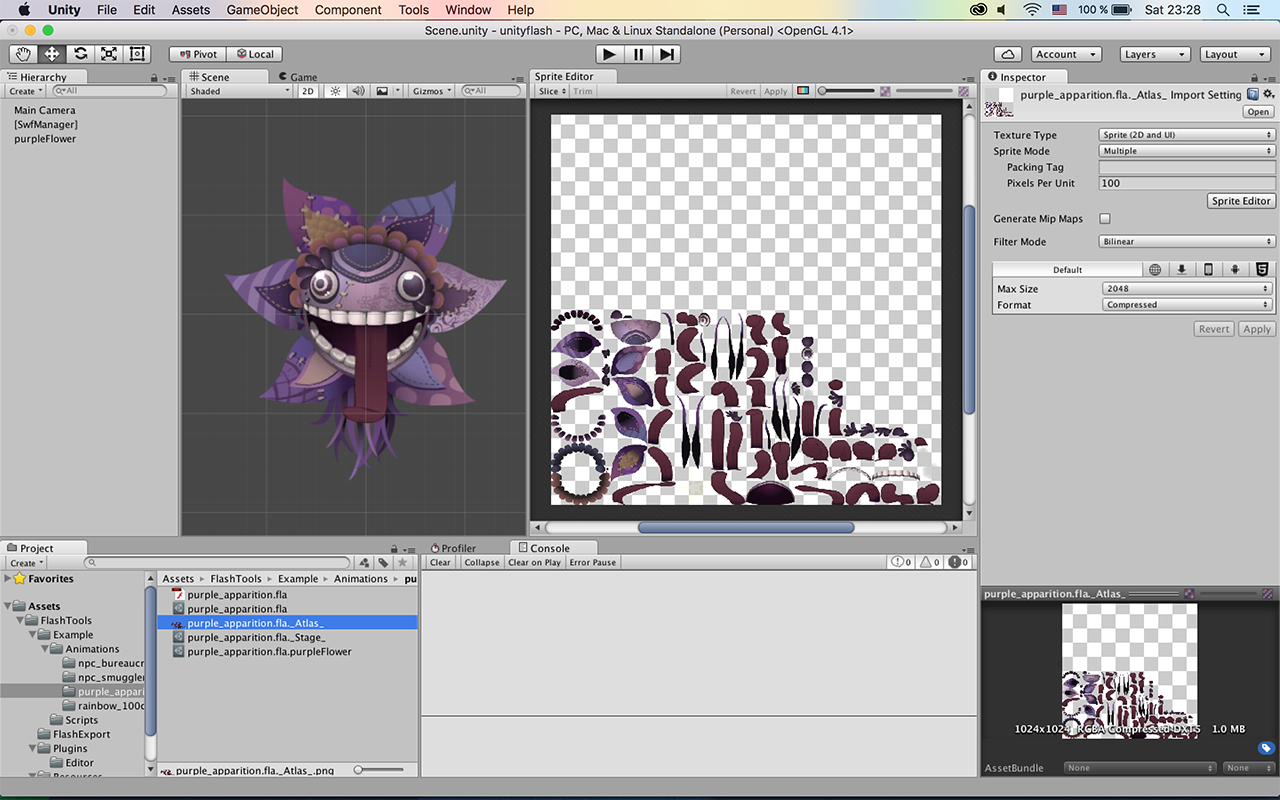 Unity File Edit Assets GameObject Component Tools Window Help 100 % Sat 23:28
Scene.unity - unityflash - PC, Mac & Linux Standalone (Personal) <OpenGL 4.1>
Pivot Local Account Layers Layout
Hierarchy
Create All
Main Camera
[SwfManager]
purpleFlower
Scene Game
Shaded 2D Gizmos All
Sprite Editor
Slice Trim Revert Apply
Inspector
purple_apparition.fla._Atlas_ Import Setting
Open
Texture Type Sprite (2D and UI)
Sprite Mode Multiple
Packing Tag
Pixels Per Unit 100
Sprite Editor
Generate Mip Maps
Filter Mode Bilinear
Default
Max Size 2048
Format Compressed
Revert Apply
Project
Create
Favorites
Assets
FlashTools
Example
Animations
npc_bureaucr
npc_smuggler
purple_appari
rainbow_100
Scripts
FlashExport
Plugins
Editor
Resources
Assets FlashTools Example Animations pu
purple_apparition.fla
purple_apparition.fla
purple_apparition.fla._Atlas_
purple_apparition.fla._Stage_
purple_apparition.fla.purpleFlower
purple_apparition.fla._Atlas_.png
Profiler Console
Clear Collapse Clear on Play Error Pause 0 0 0
purple_apparition.fla._Atlas_
1024x1024 RGBA Compressed DXT5 1.0 MB
AssetBundle None None